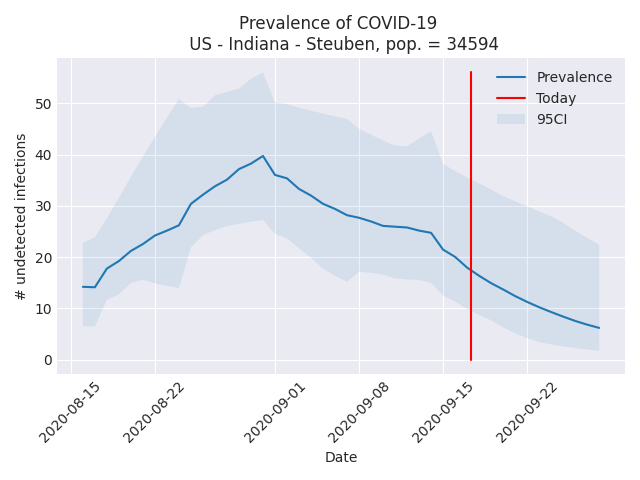 Prevalence of COVID-19
US - Indiana - Steuben, pop. = 34594
# undetected infections
50
40
30
20
10
0
Prevalence
Today
95CI
2020-08-15
2020-08-22
2020-09-01
2020-09-08
2020-09-15
2020-09-22
Date